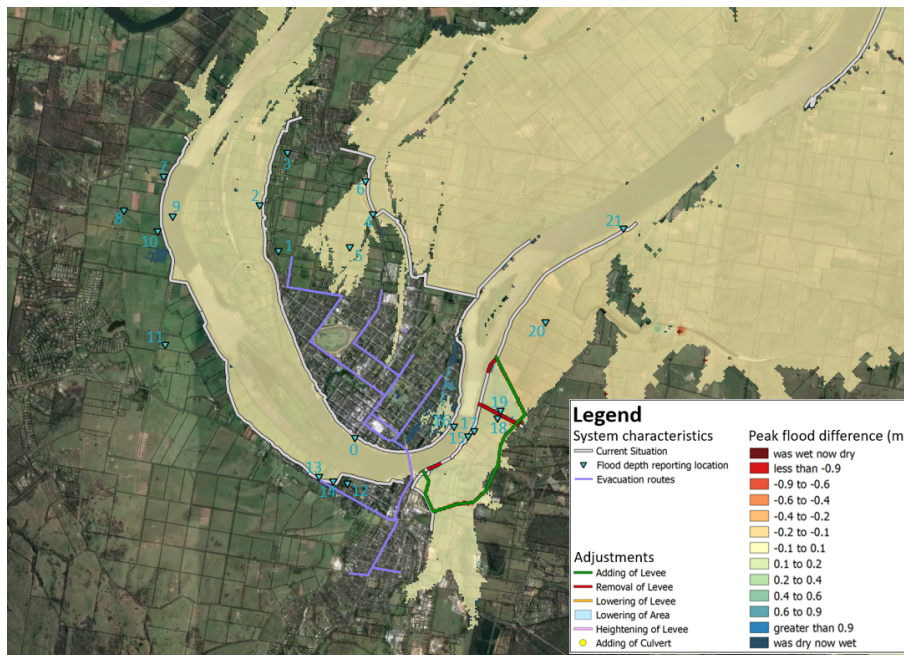 3
7
6
2
8
9
4
21
10
1
5
11
20
19
16
17
18
15
0
13
14
12
Legend
System characteristics
Current Situation
Flood depth reporting location
Evacuation routes
Adjustments
Adding of Levee
Removal of Levee
Lowering of Levee
Lowering of Area
Heightening of Levee
Adding of Culvert
Peak flood difference (m
was wet now dry
less than -0.9
-0.9 to -0.6
-0.6 to -0.4
-0.4 to -0.2
-0.2 to -0.1
-0.1 to 0.1
0.1 to 0.2
0.2 to 0.4
0.4 to 0.6
0.6 to 0.9
greater than 0.9
was dry now wet